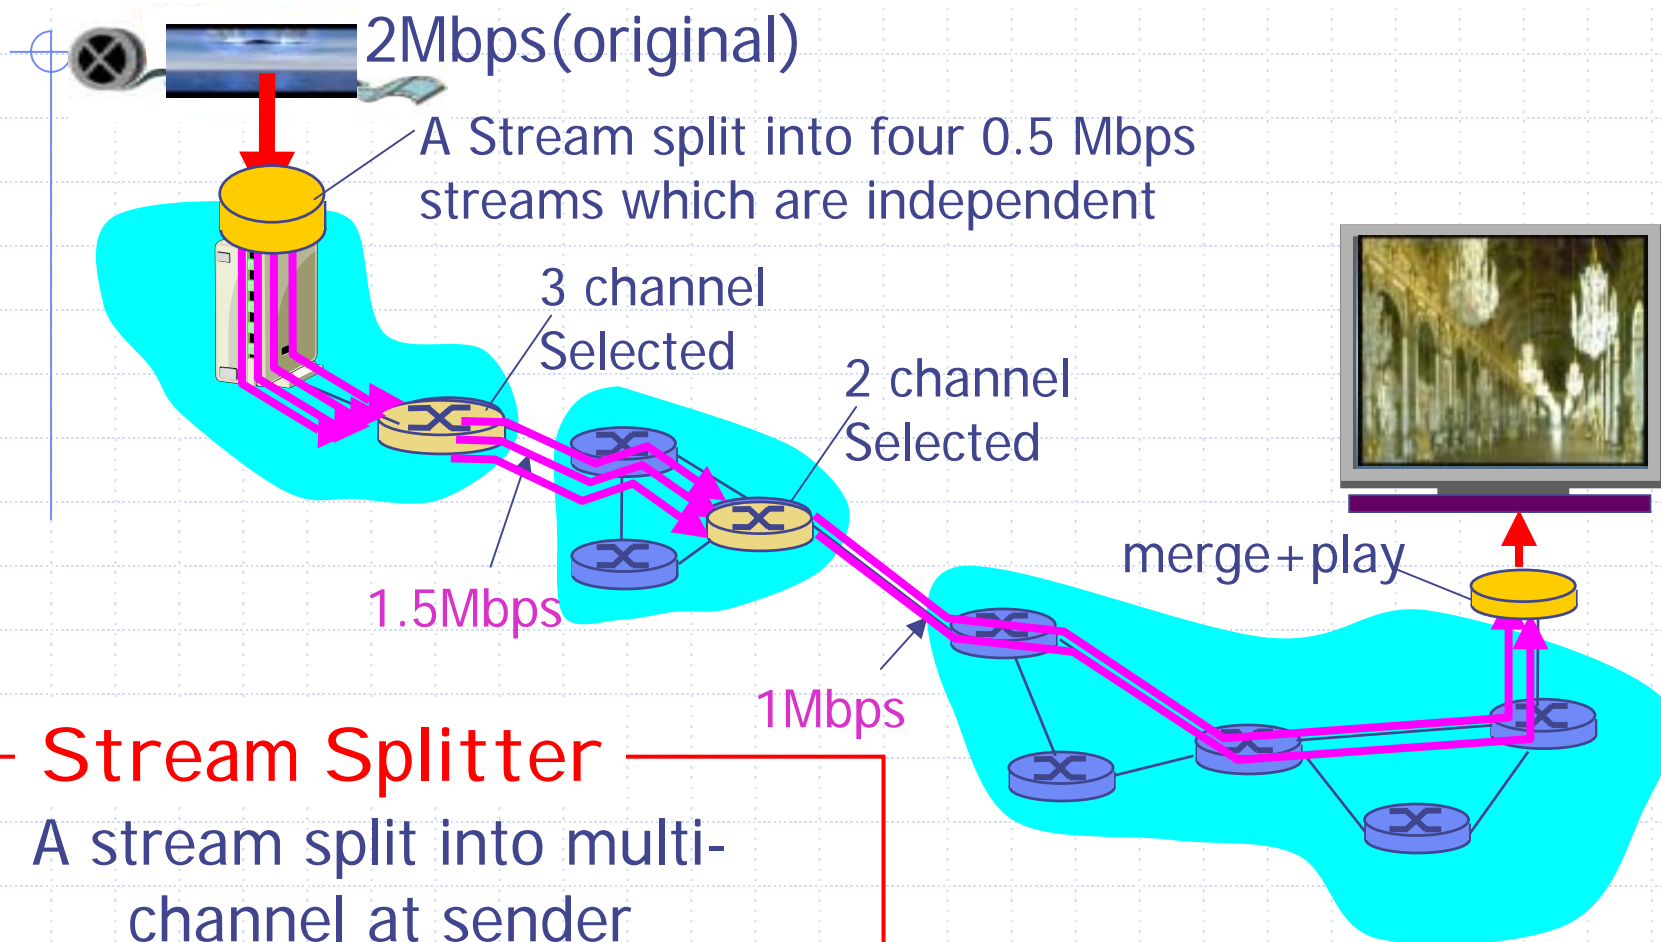 2Mbps(original)
A Stream split into four 0.5 Mbps
streams which are independent
3 channel
Selected
2 channel
Selected
merge+play
1.5Mbps
1Mbps
Stream Splitter
A stream split into multi-
channel at sender